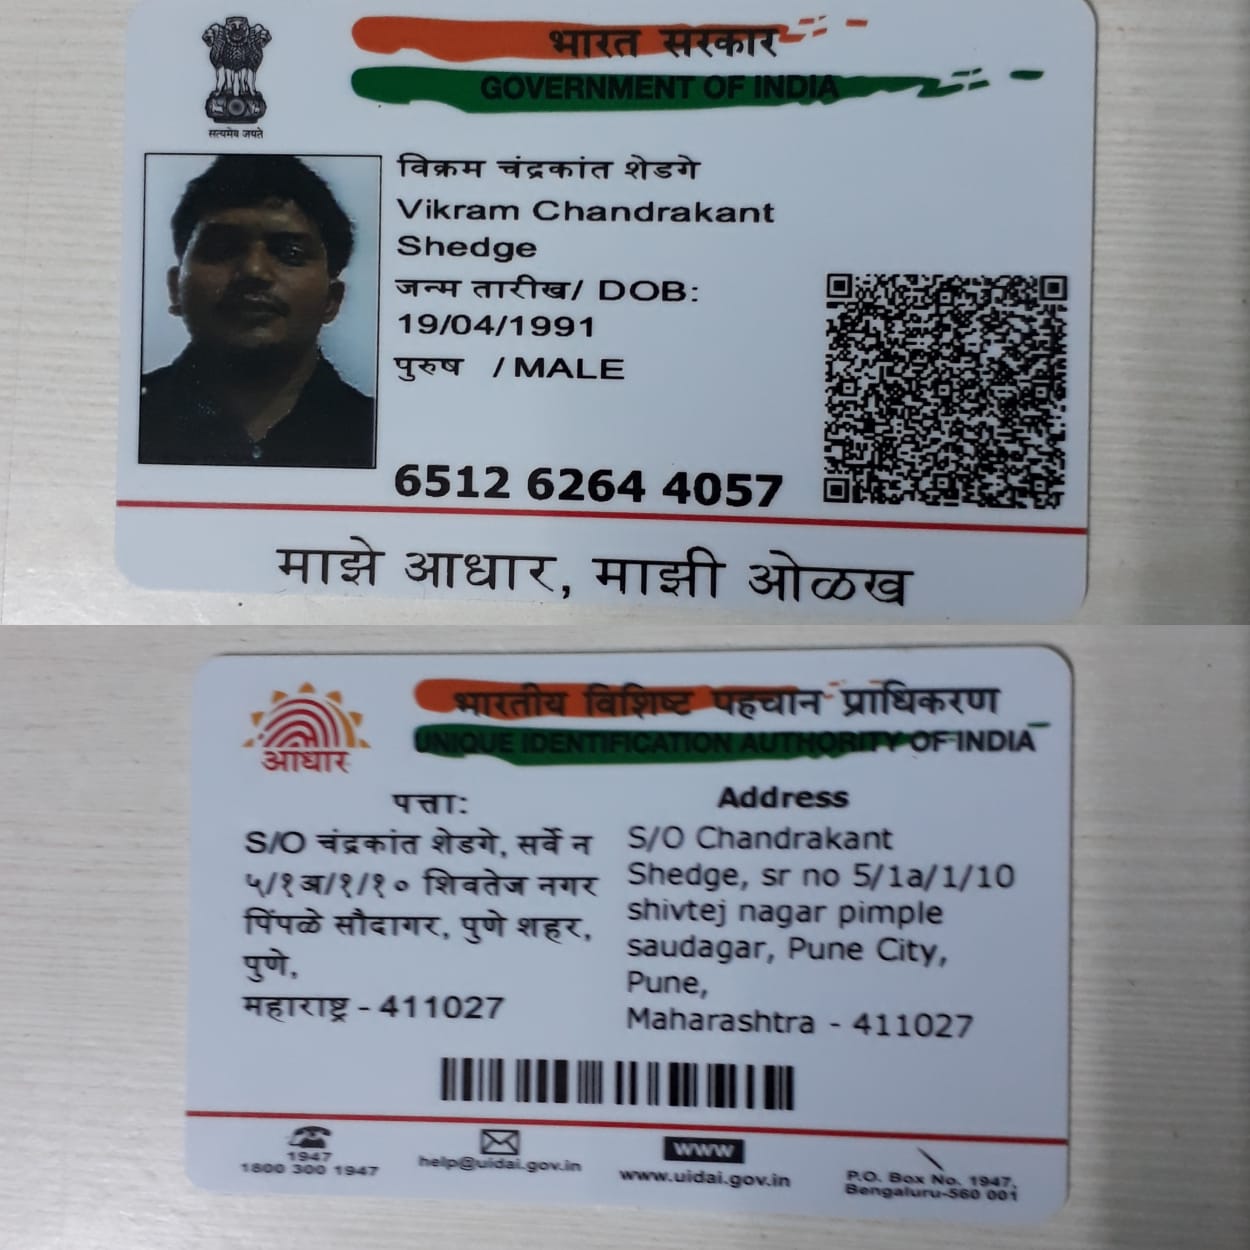 भारत सरकार
GOVERNMENT OF INDIA
सत्यमेव जयते
विक्रम चंद्रकांत शेडगे
Vikram Chandrakant
Shedge
जन्म तारीख/ DOB:
19/04/1991
पुरुष / MALE
6512 6264 4057
माझे आधार, माझी ओळख
भारतीय विशिष्ट पहचान प्राधिकरण
UNIQUE IDENTIFICATION AUTHORITY OF INDIA
आधार
पत्ता:
S/O चंद्रकांत शेडगे, सर्वे न
५/१अ/१/१० शिवतेज नगर
पिंपळे सौदागर, पुणे शहर,
पुणे,
महाराष्ट्र - 411027
Address
S/O Chandrakant
Shedge, sr no 5/1a/1/10
shivtej nagar pimple
saudagar, Pune City,
Pune,
Maharashtra - 411027
1947
1800 300 1947
help@uidai.gov.in
WWW
www.uidai.gov.in
P.O. Box No. 1947,
Bengaluru-560 001